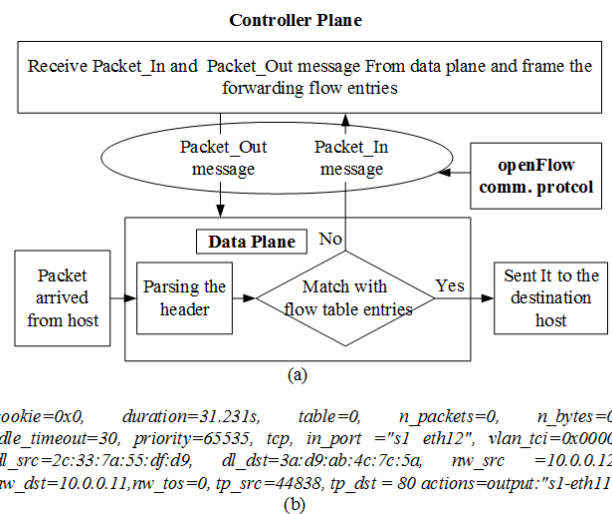 Controller Plane
Receive Packet_In and Packet_Out message From data plane and frame the
forwarding flow entries
Packet_Out
message
Packet_In
message
openFlow
comm. protcol
Data Plane
No
Packet
arrived
from host
Parsing the
header
Match with
flow table entries
Yes
Sent It to the
destination
host
(a)
cookie=0x0, duration=31.231s, table=0, n_packets=0, n_bytes=0
idle_timeout=30, priority=65535, tcp, in_port ="s1_eth12", vlan_tci=0x0000
dl_src=2c:33:7a:55:df:d9, dl_dst=3a:d9:ab:4c:7c:5a, nw_src =10.0.0.12
nw_dst=10.0.0.11,nw_tos=0, tp_src=44838, tp_dst = 80 actions=output:"s1-eth11
(b)